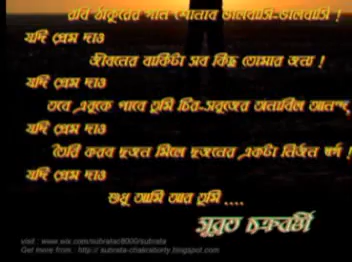 রবি ঠাকুরের গান শোনাব ভালবাসি-ভালবাসি !
যদি প্রেম দাও
জীবনের বাকিটা সব কিছু তোমার জন্য !
যদি প্রেম দাও
তবে এবুকে পাবে তুমি চির-সবুজের অনাবিল আনন্দ,
যদি প্রেম দাও
তৈরি করব দুজন মিলে দুজনের একটা নির্জন স্বর্গ !
যদি প্রেম দাও
শুধু আমি আর তুমি ....
সুব্রত চক্রবর্ত্তী
visit : www.wix.com/subratac8000/subrata
Get more from : http:// subrata-chakraborty.blogspot.com